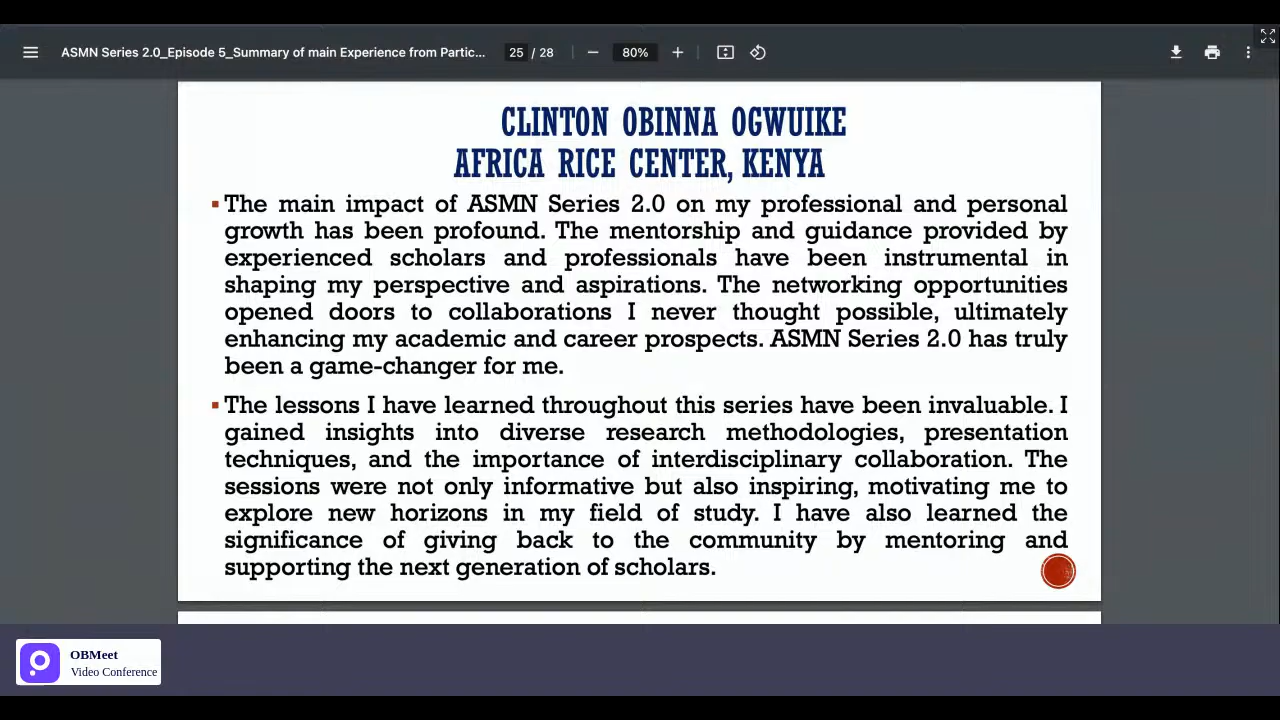 ASMN Series 2.0_Episode 5_Summary of main Experience from Partic...
25 / 28
80%
CLINTON OBINNA OGWUIKE
AFRICA RICE CENTER, KENYA
▪ The main impact of ASMN Series 2.0 on my professional and personal
growth has been profound. The mentorship and guidance provided by
experienced scholars and professionals have been instrumental in
shaping my perspective and aspirations. The networking opportunities
opened doors to collaborations I never thought possible, ultimately
enhancing my academic and career prospects. ASMN Series 2.0 has truly
been a game-changer for me.
▪ The lessons I have learned throughout this series have been invaluable. I
gained insights into diverse research methodologies, presentation
techniques, and the importance of interdisciplinary collaboration. The
sessions were not only informative but also inspiring, motivating me to
explore new horizons in my field of study. I have also learned the
significance of giving back to the community by mentoring and
supporting the next generation of scholars.
OBMeet
Video Conference